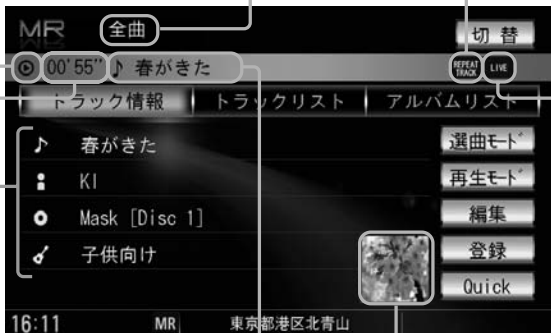 MR 全曲 切 替
00'55" ♪ 春がきた REPEAT TRACK LIVE
トラック情報 トラックリスト アルバムリスト
♪ 春がきた 選曲モード
KI 再生モード
Mask [Disc 1] 編集
子供向け 登録
Quick
16:11 MR 東京都港区北青山